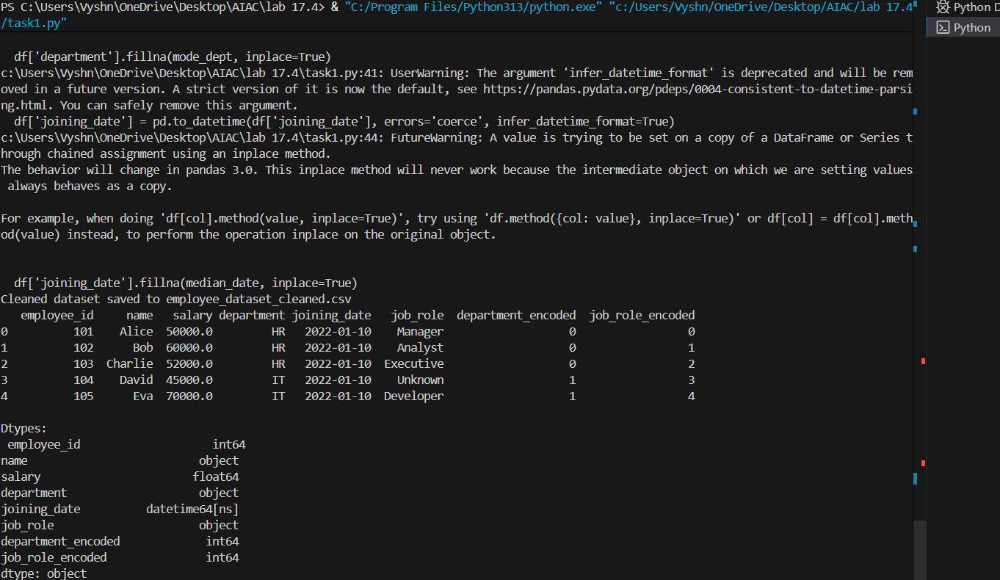 PS C:\Users\Vyshn\OneDrive\Desktop\AIAC\lab 17.4> & "C:/Program Files/Python313/python.exe" "c:/Users/Vyshn/OneDrive/Desktop/AIAC/lab 17.4
/task1.py"
Python D
Python
  df['department'].fillna(mode_dept, inplace=True)
c:\Users\Vyshn\OneDrive\Desktop\AIAC\lab 17.4\task1.py:41: UserWarning: The argument 'infer_datetime_format' is deprecated and will be rem
oved in a future version. A strict version of it is now the default, see https://pandas.pydata.org/pdeps/0004-consistent-to-datetime-parsi
ng.html. You can safely remove this argument.
  df['joining_date'] = pd.to_datetime(df['joining_date'], errors='coerce', infer_datetime_format=True)
c:\Users\Vyshn\OneDrive\Desktop\AIAC\lab 17.4\task1.py:44: FutureWarning: A value is trying to be set on a copy of a DataFrame or Series t
hrough chained assignment using an inplace method.
The behavior will change in pandas 3.0. This inplace method will never work because the intermediate object on which we are setting values
 always behaves as a copy.
For example, when doing 'df[col].method(value, inplace=True)', try using 'df.method({col: value}, inplace=True)' or df[col] = df[col].meth
od(value) instead, to perform the operation inplace on the original object.
  df['joining_date'].fillna(median_date, inplace=True)
Cleaned dataset saved to employee_dataset_cleaned.csv
   employee_id     name   salary department joining_date   job_role  department_encoded  job_role_encoded
0          101    Alice  50000.0         HR   2022-01-10    Manager                   0                 0
1          102      Bob  60000.0         HR   2022-01-10    Analyst                   0                 1
2          103  Charlie  52000.0         HR   2022-01-10  Executive                   0                 2
3          104    David  45000.0         IT   2022-01-10    Unknown                   1                 3
4          105      Eva  70000.0         IT   2022-01-10  Developer                   1                 4
Dtypes:
 employee_id                    int64
name                          object
salary                       float64
department                    object
joining_date          datetime64[ns]
job_role                      object
department_encoded             int64
job_role_encoded               int64
dtype: object